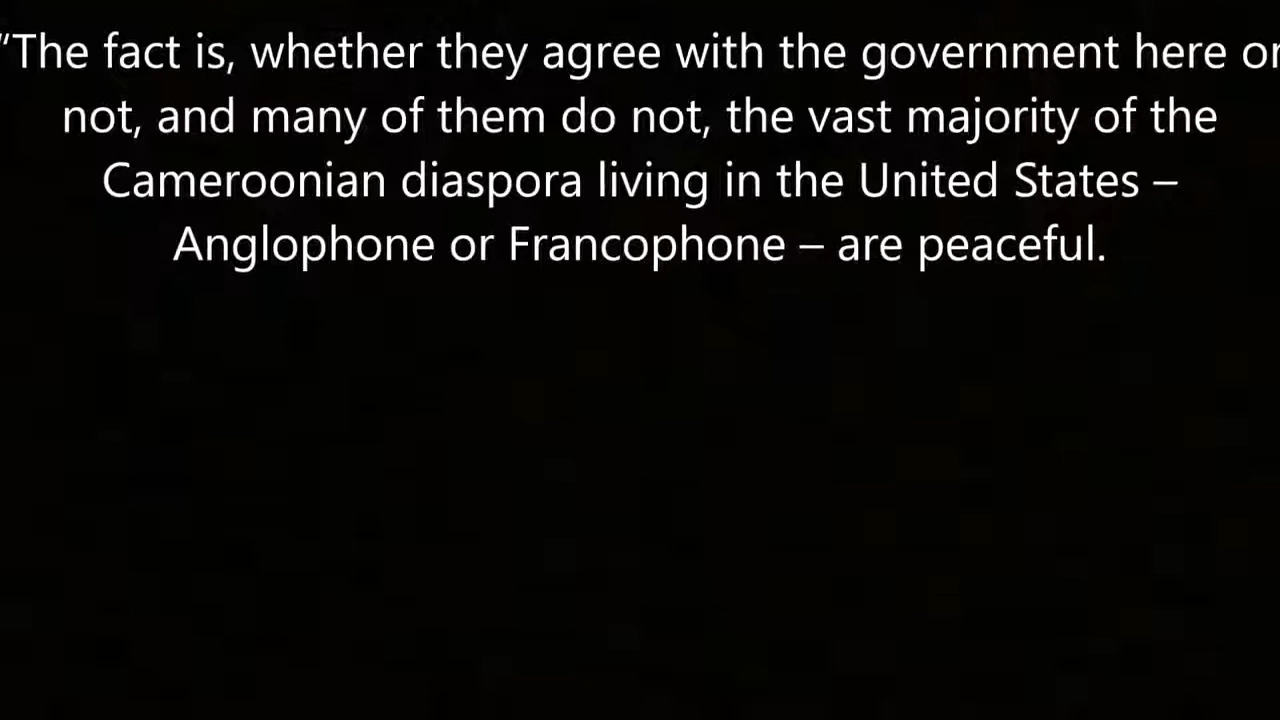 "The fact is, whether they agree with the government here or
not, and many of them do not, the vast majority of the
Cameroonian diaspora living in the United States –
Anglophone or Francophone – are peaceful.